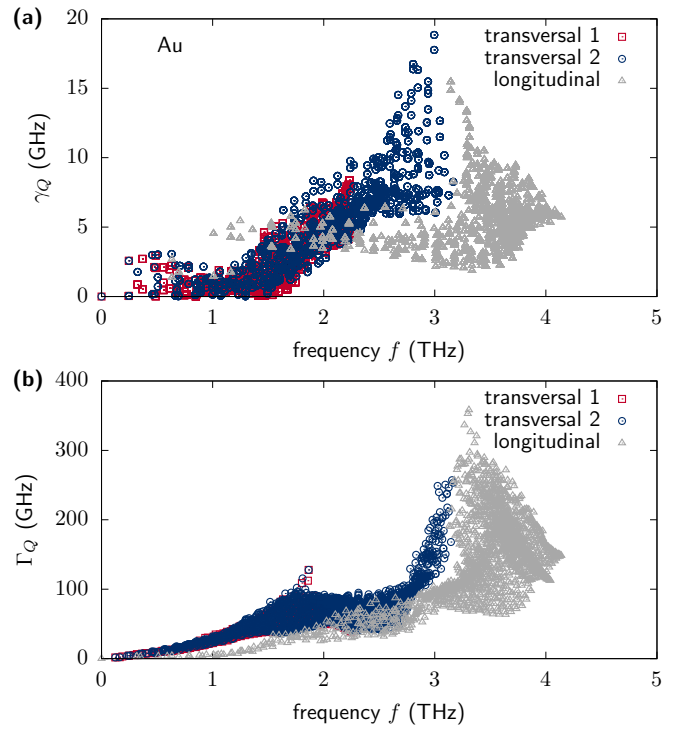 (a)
20
15
10
5
0
γQ (GHz)
Au
transversal 1
transversal 2
longitudinal
0 1 2 3 4 5
frequency f (THz)
(b)
400
300
200
100
0
ΓQ (GHz)
transversal 1
transversal 2
longitudinal
0 1 2 3 4 5
frequency f (THz)